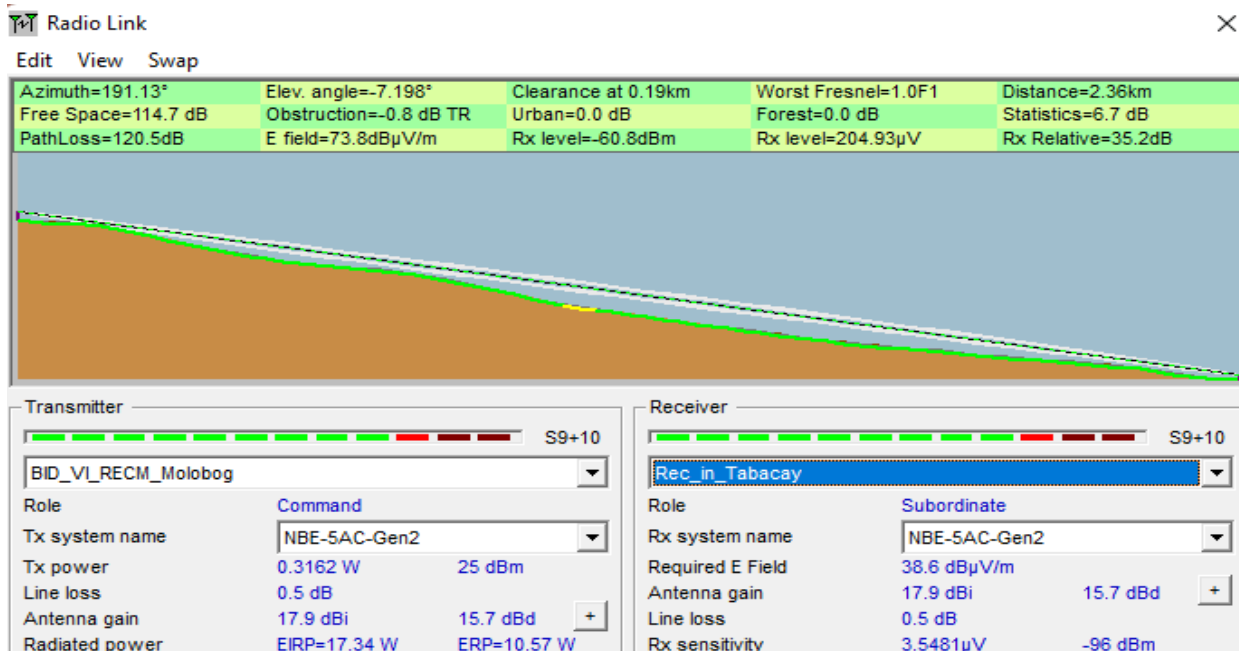 Radio Link
Edit View Swap
Azimuth=191.13° Elev. angle=-7.198° Clearance at 0.19km Worst Fresnel=1.0F1 Distance=2.36km
Free Space=114.7 dB Obstruction=-0.8 dB TR Urban=0.0 dB Forest=0.0 dB Statistics=6.7 dB
PathLoss=120.5dB E field=73.8dBµV/m Rx level=-60.8dBm Rx level=204.93µV Rx Relative=35.2dB
Transmitter
S9+10
BID_VI_RECM_Molobog
Role Command
Tx system name NBE-5AC-Gen2
Tx power 0.3162 W 25 dBm
Line loss 0.5 dB
Antenna gain 17.9 dBi 15.7 dBd +
Radiated power EIRP=17.34 W ERP=10.57 W
Receiver
S9+10
Rec_in_Tabacay
Role Subordinate
Rx system name NBE-5AC-Gen2
Required E Field 38.6 dBµV/m
Antenna gain 17.9 dBi 15.7 dBd +
Line loss 0.5 dB
Rx sensitivity 3.5481µV -96 dBm